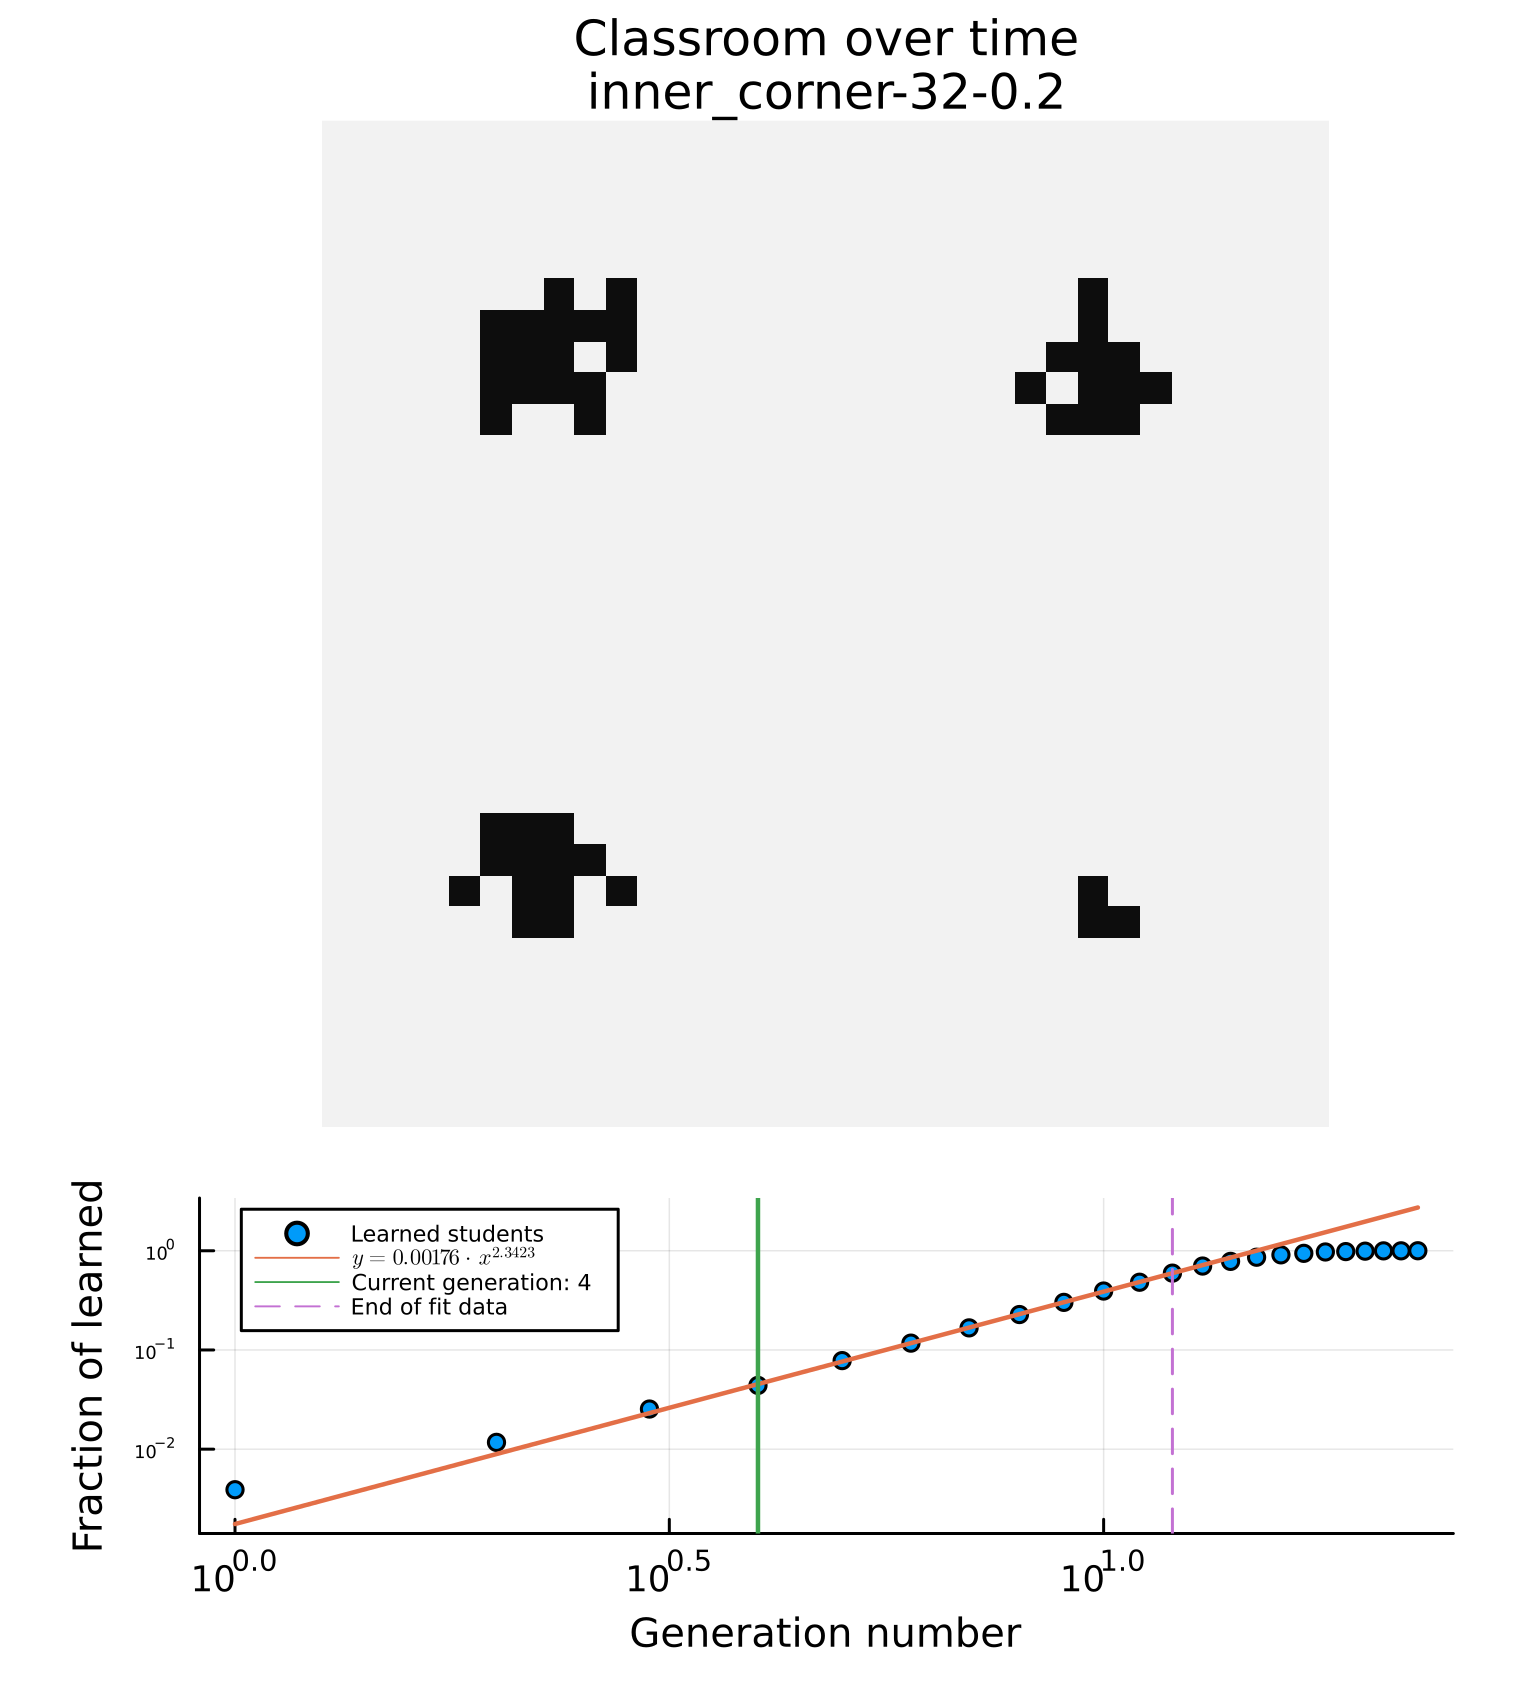 Classroom over time
inner_corner-32-0.2
Fraction of learned
10^0
10^-1
10^-2
Learned students
y = 0.00176 · x^2.3423
Current generation: 4
End of fit data
10^0.0 10^0.5 10^1.0
Generation number